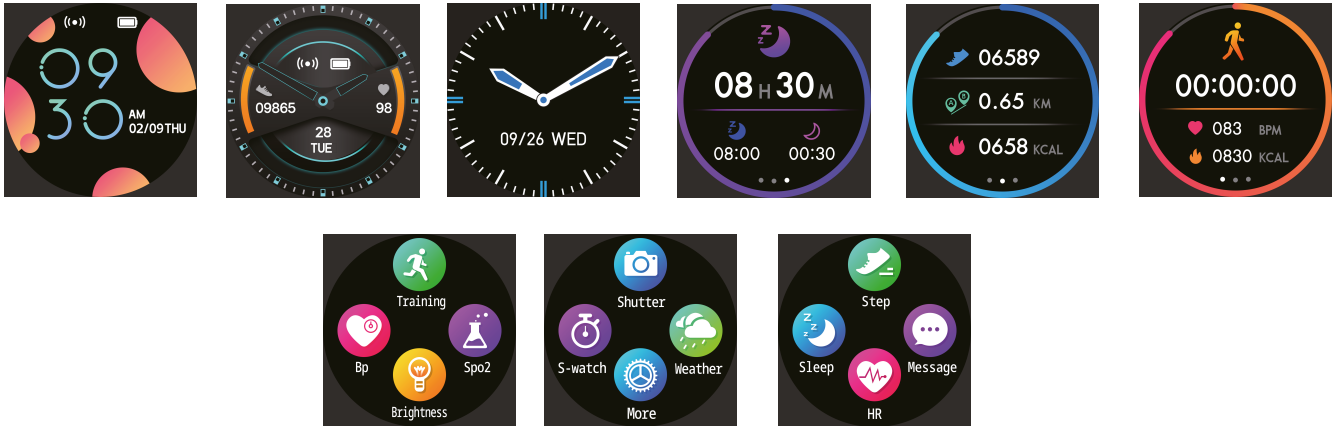 09
30
AM
02/09THU
09865
98
28
TUE
09/26 WED
Z
Z
08 H 30 M
Z
Z
08:00
00:30
06589
A
B
0.65 KM
0658 KCAL
00:00:00
083 BPM
0830 KCAL
Training
Bp
Spo2
Brightness
Shutter
S-watch
Weather
More
Step
Z
Z
Z
Sleep
Message
HR